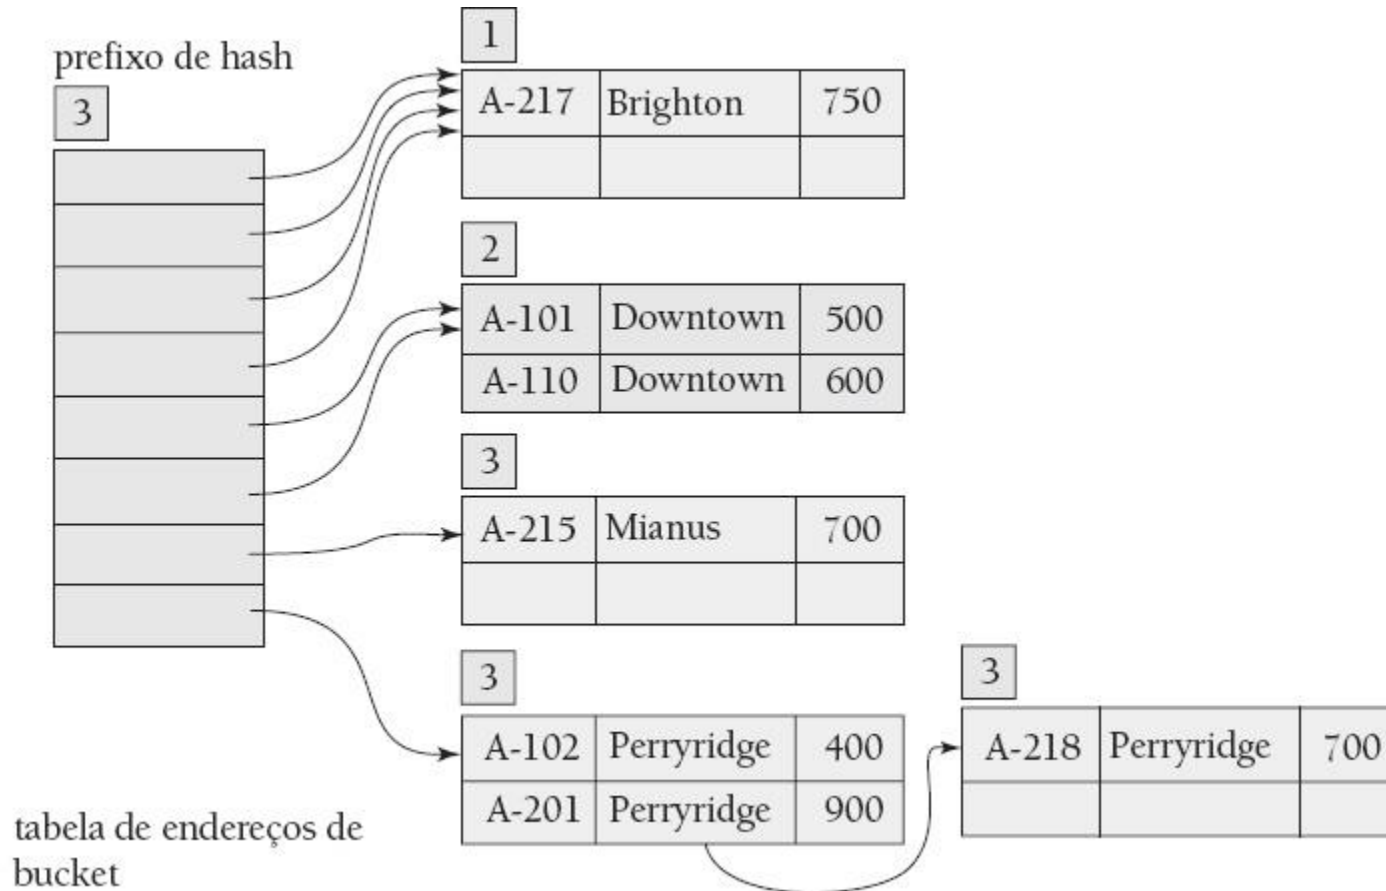 prefixo de hash
3
1
A-217 Brighton 750
2
A-101 Downtown 500
A-110 Downtown 600
3
A-215 Mianus 700
3
A-102 Perryridge 400
A-201 Perryridge 900
3
A-218 Perryridge 700
tabela de endereços de
bucket